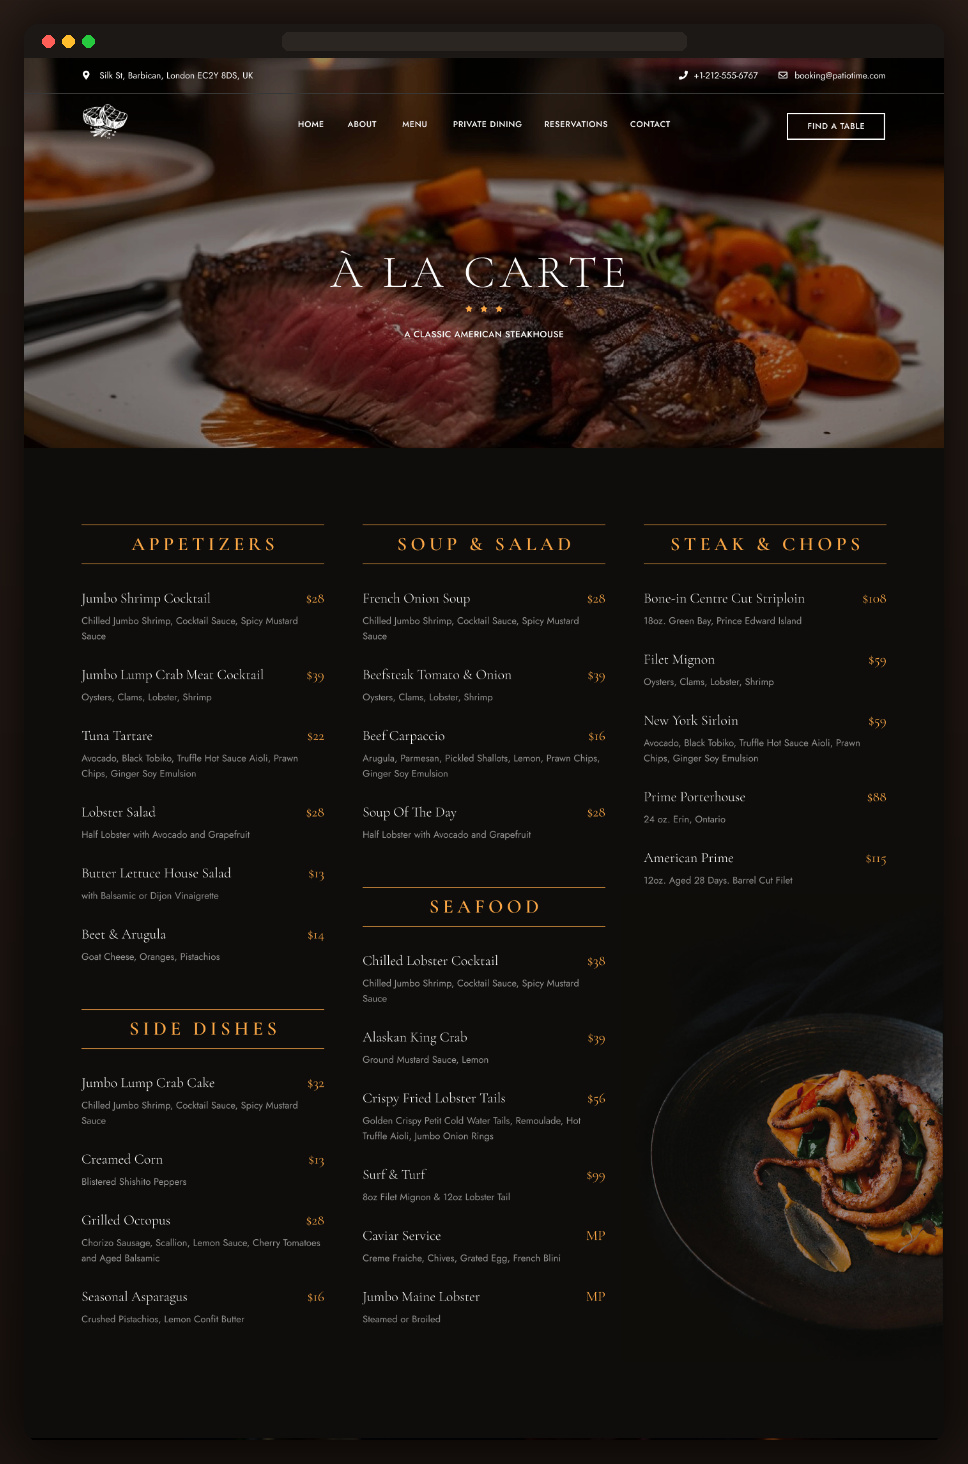 Silk St, Barbican, London EC2Y 8DS, UK
+1-212-555-6767
booking@patiotime.com
HOME ABOUT MENU PRIVATE DINING RESERVATIONS CONTACT
FIND A TABLE
À LA CARTE
A CLASSIC AMERICAN STEAKHOUSE
APPETIZERS
Jumbo Shrimp Cocktail $28
Chilled Jumbo Shrimp, Cocktail Sauce, Spicy Mustard
Sauce
Jumbo Lump Crab Meat Cocktail $39
Oysters, Clams, Lobster, Shrimp
Tuna Tartare $22
Avocado, Black Tobiko, Truffle Hot Sauce Aioli, Prawn
Chips, Ginger Soy Emulsion
Lobster Salad $28
Half Lobster with Avocado and Grapefruit
Butter Lettuce House Salad $13
with Balsamic or Dijon Vinaigrette
Beet & Arugula $14
Goat Cheese, Oranges, Pistachios
SIDE DISHES
Jumbo Lump Crab Cake $32
Chilled Jumbo Shrimp, Cocktail Sauce, Spicy Mustard
Sauce
Creamed Corn $13
Blistered Shishito Peppers
Grilled Octopus $28
Chorizo Sausage, Scallion, Lemon Sauce, Cherry Tomatoes
and Aged Balsamic
Seasonal Asparagus $16
Crushed Pistachios, Lemon Confit Butter
SOUP & SALAD
French Onion Soup $28
Chilled Jumbo Shrimp, Cocktail Sauce, Spicy Mustard
Sauce
Beefsteak Tomato & Onion $39
Oysters, Clams, Lobster, Shrimp
Beef Carpaccio $16
Arugula, Parmesan, Pickled Shallots, Lemon, Prawn Chips,
Ginger Soy Emulsion
Soup Of The Day $28
Half Lobster with Avocado and Grapefruit
SEAFOOD
Chilled Lobster Cocktail $38
Chilled Jumbo Shrimp, Cocktail Sauce, Spicy Mustard
Sauce
Alaskan King Crab $39
Ground Mustard Sauce, Lemon
Crispy Fried Lobster Tails $56
Golden Crispy Petit Cold Water Tails, Remoulade, Hot
Truffle Aioli, Jumbo Onion Rings
Surf & Turf $99
8oz Filet Mignon & 12oz Lobster Tail
Caviar Service MP
Creme Fraiche, Chives, Grated Egg, French Blini
Jumbo Maine Lobster MP
Steamed or Broiled
STEAK & CHOPS
Bone-in Centre Cut Striploin $108
18oz. Green Bay, Prince Edward Island
Filet Mignon $59
Oysters, Clams, Lobster, Shrimp
New York Sirloin $59
Avocado, Black Tobiko, Truffle Hot Sauce Aioli, Prawn
Chips, Ginger Soy Emulsion
Prime Porterhouse $88
24 oz. Erin, Ontario
American Prime $115
12oz. Aged 28 Days. Barrel Cut Filet